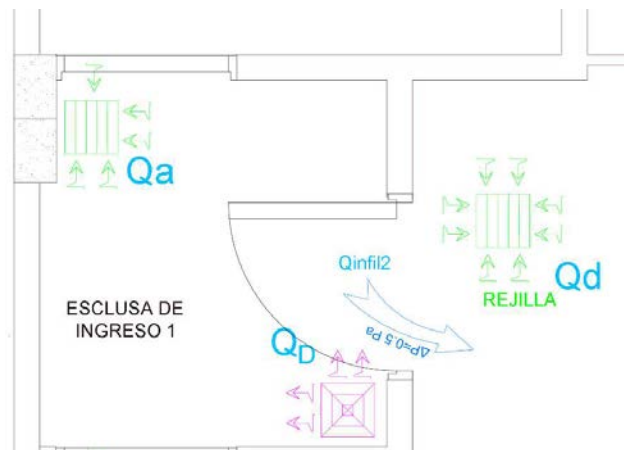 Qa
Qinfil2
Qd
REJILLA
ESCLUSA DE
INGRESO 1
ΔP≈0.5 Pa
QD